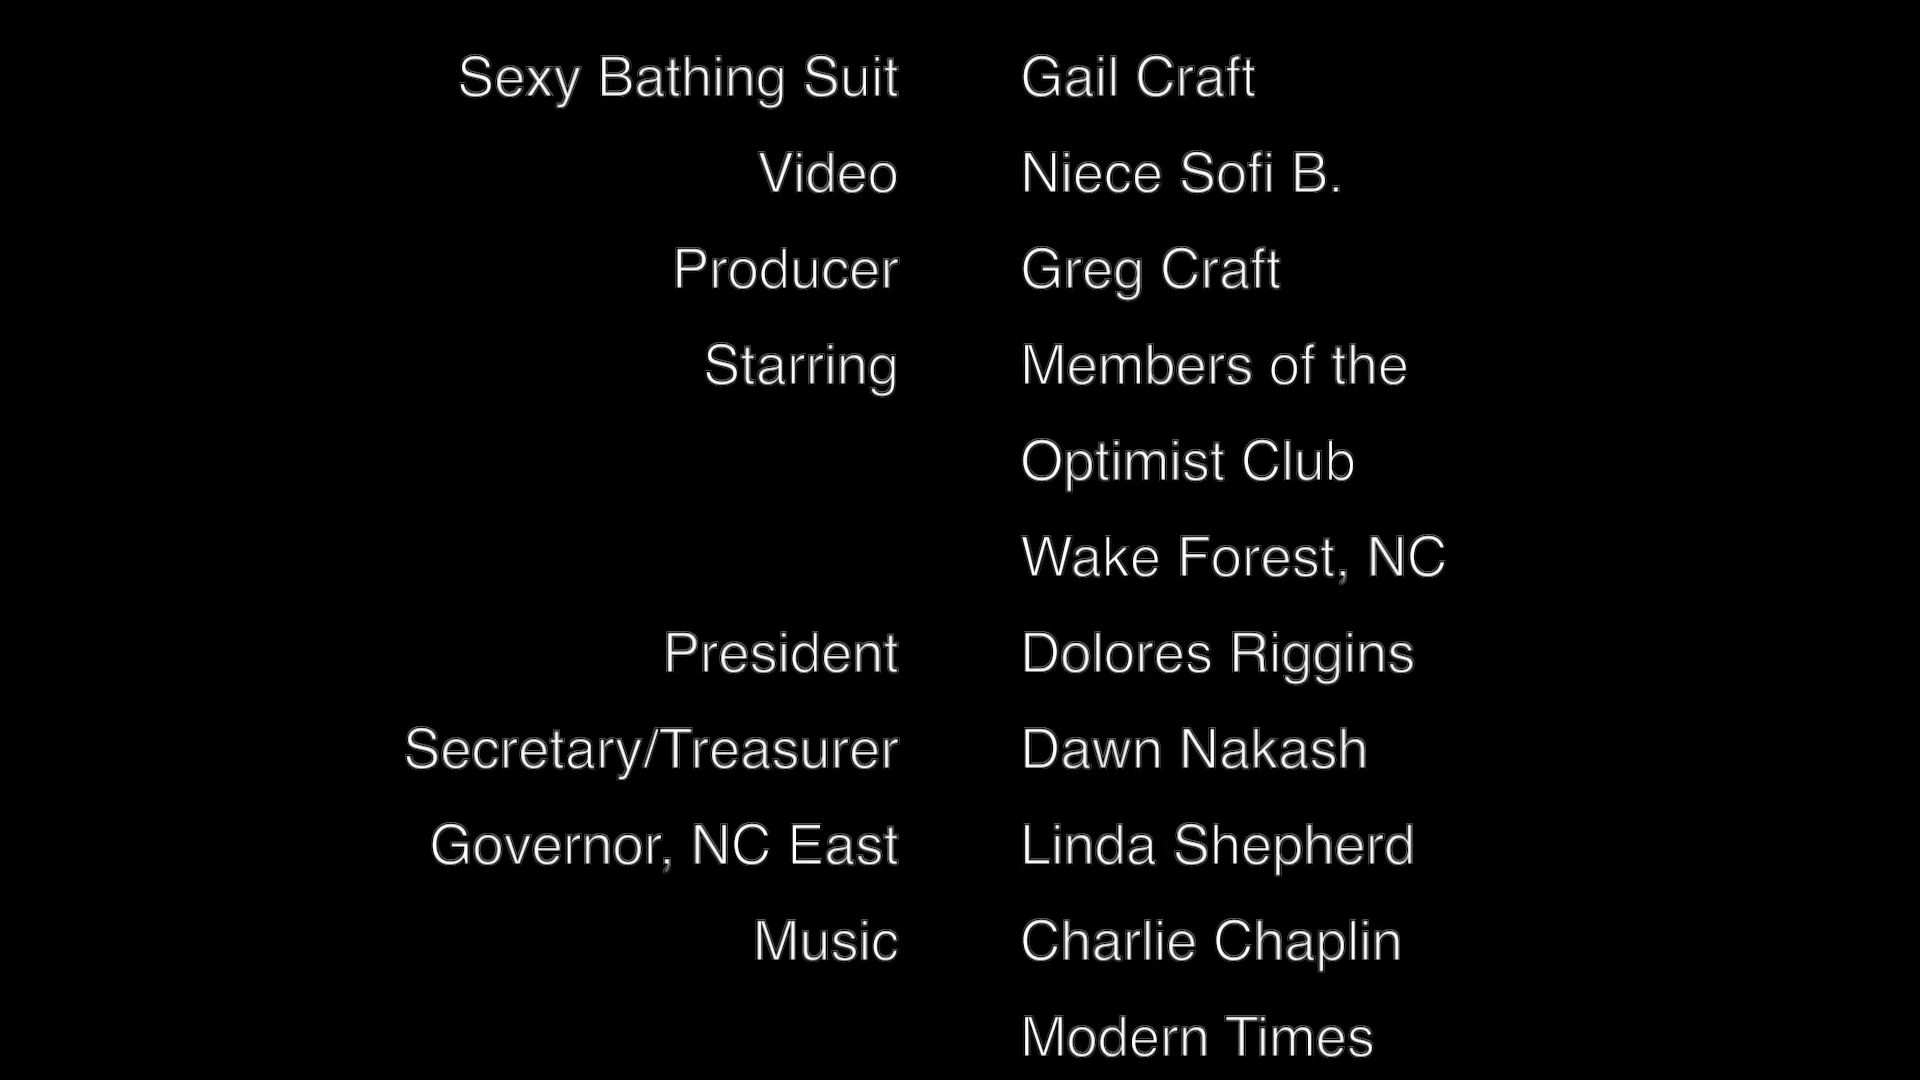 Sexy Bathing Suit Gail Craft
Video Niece Sofi B.
Producer Greg Craft
Starring Members of the
Optimist Club
Wake Forest, NC
President Dolores Riggins
Secretary/Treasurer Dawn Nakash
Governor, NC East Linda Shepherd
Music Charlie Chaplin
Modern Times